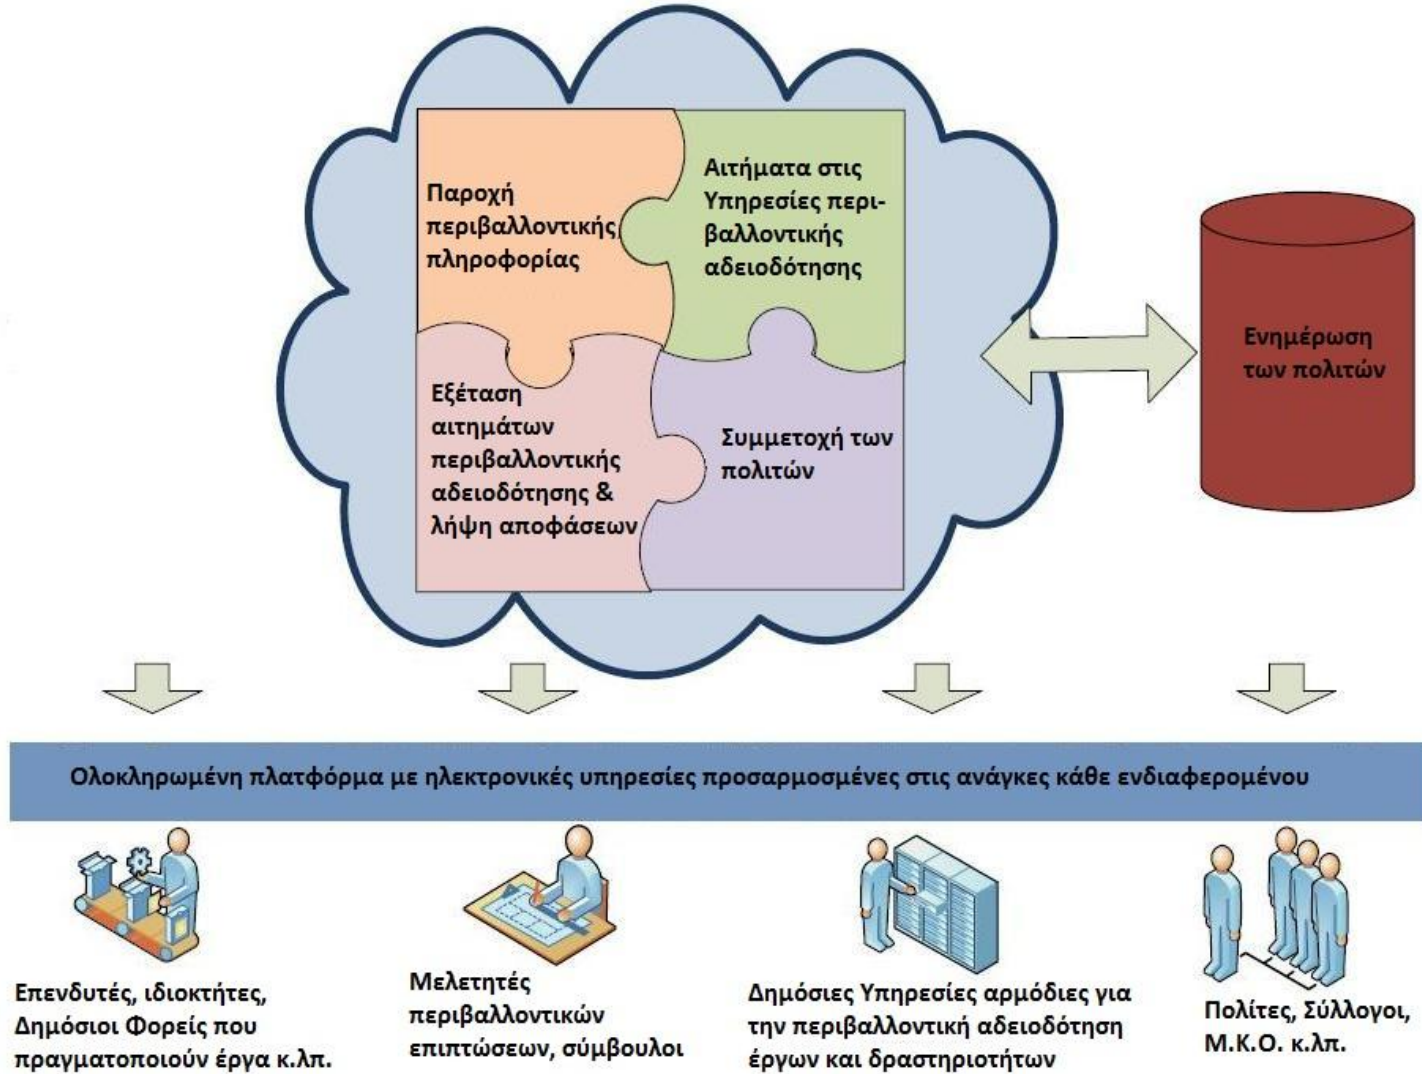 Παροχή
περιβαλλοντικής
πληροφορίας
Αιτήματα στις
Υπηρεσίες περι-
βαλλοντικής
αδειοδότησης
Εξέταση
αιτημάτων
περιβαλλοντικής
αδειοδότησης &
λήψη αποφάσεων
Συμμετοχή των
πολιτών
Ενημέρωση
των πολιτών
Ολοκληρωμένη πλατφόρμα με ηλεκτρονικές υπηρεσίες προσαρμοσμένες στις ανάγκες κάθε ενδιαφερομένου
Επενδυτές, ιδιοκτήτες,
Δημόσιοι Φορείς που
πραγματοποιούν έργα κ.λπ.
Μελετητές
περιβαλλοντικών
επιπτώσεων, σύμβουλοι
Δημόσιες Υπηρεσίες αρμόδιες για
την περιβαλλοντική αδειοδότηση
έργων και δραστηριοτήτων
Πολίτες, Σύλλογοι,
Μ.Κ.Ο. κ.λπ.